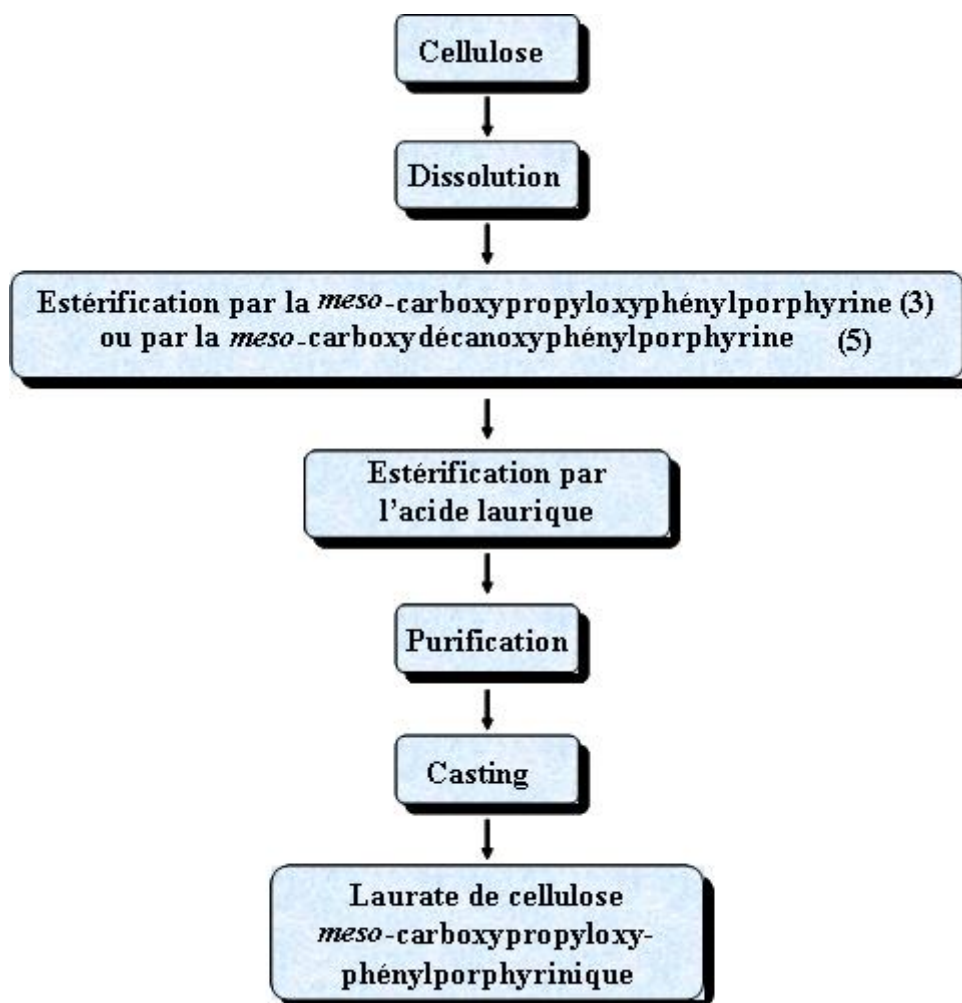 Cellulose
Dissolution
Estérification par la meso-carboxypropyloxyphénylporphyrine (3)
ou par la meso-carboxydécanoxyphénylporphyrine (5)
Estérification par
l'acide laurique
Purification
Casting
Laurate de cellulose
meso-carboxypropyloxy-
phénylporphyrinique